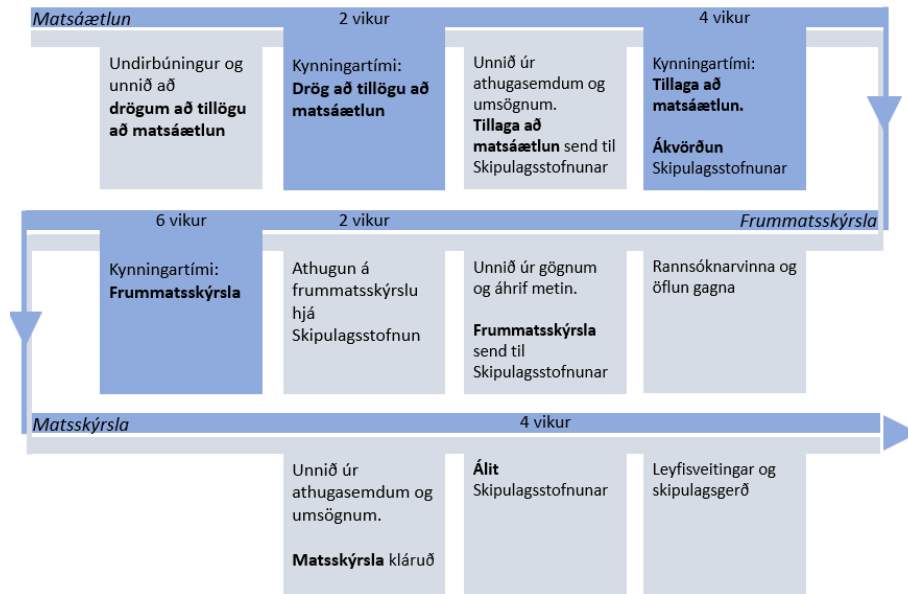 Matsáætlun
2 vikur
4 vikur
Undirbúningur og
unnið að
drögum að tillögu
að matsáætlun
Kynningartími:
Drög að tillögu að
matsáætlun
Unnið úr
athugasemdum og
umsögnum.
Tillaga að
matsáætlun send til
Skipulagsstofnunar
Kynningartími:
Tillaga að
matsáætlun.
Ákvörðun
Skipulagsstofnunar
6 vikur
2 vikur
Frummatsskýrsla
Kynningartími:
Frummatsskýrsla
Athugun á
frummatsskýrslu
hjá
Skipulagsstofnun
Unnið úr gögnum
og áhrif metin.
Frummatsskýrsla
send til
Skipulagsstofnunar
Rannsóknarvinna og
öflun gagna
Matsskýrsla
4 vikur
Unnið úr
athugasemdum og
umsögnum.
Matsskýrsla kláruð
Álit
Skipulagsstofnunar
Leyfisveitingar og
skipulagsgerð